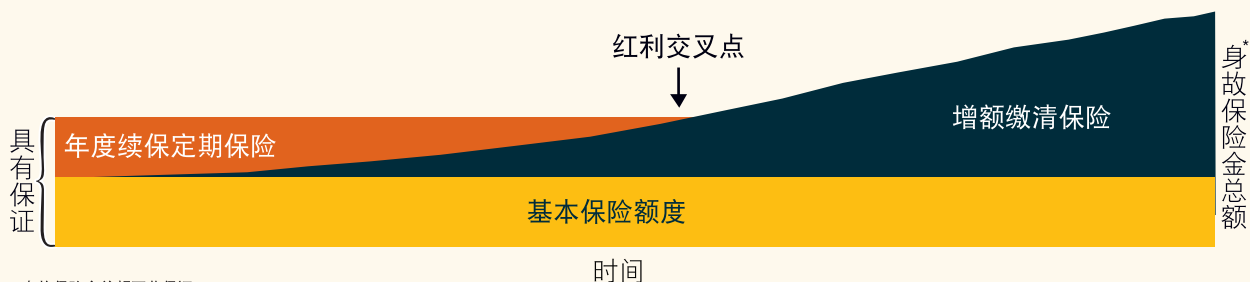 红利交叉点
年度续保定期保险
增额缴清保险
具有保证
身故保险金总额*
基本保险额度
时间